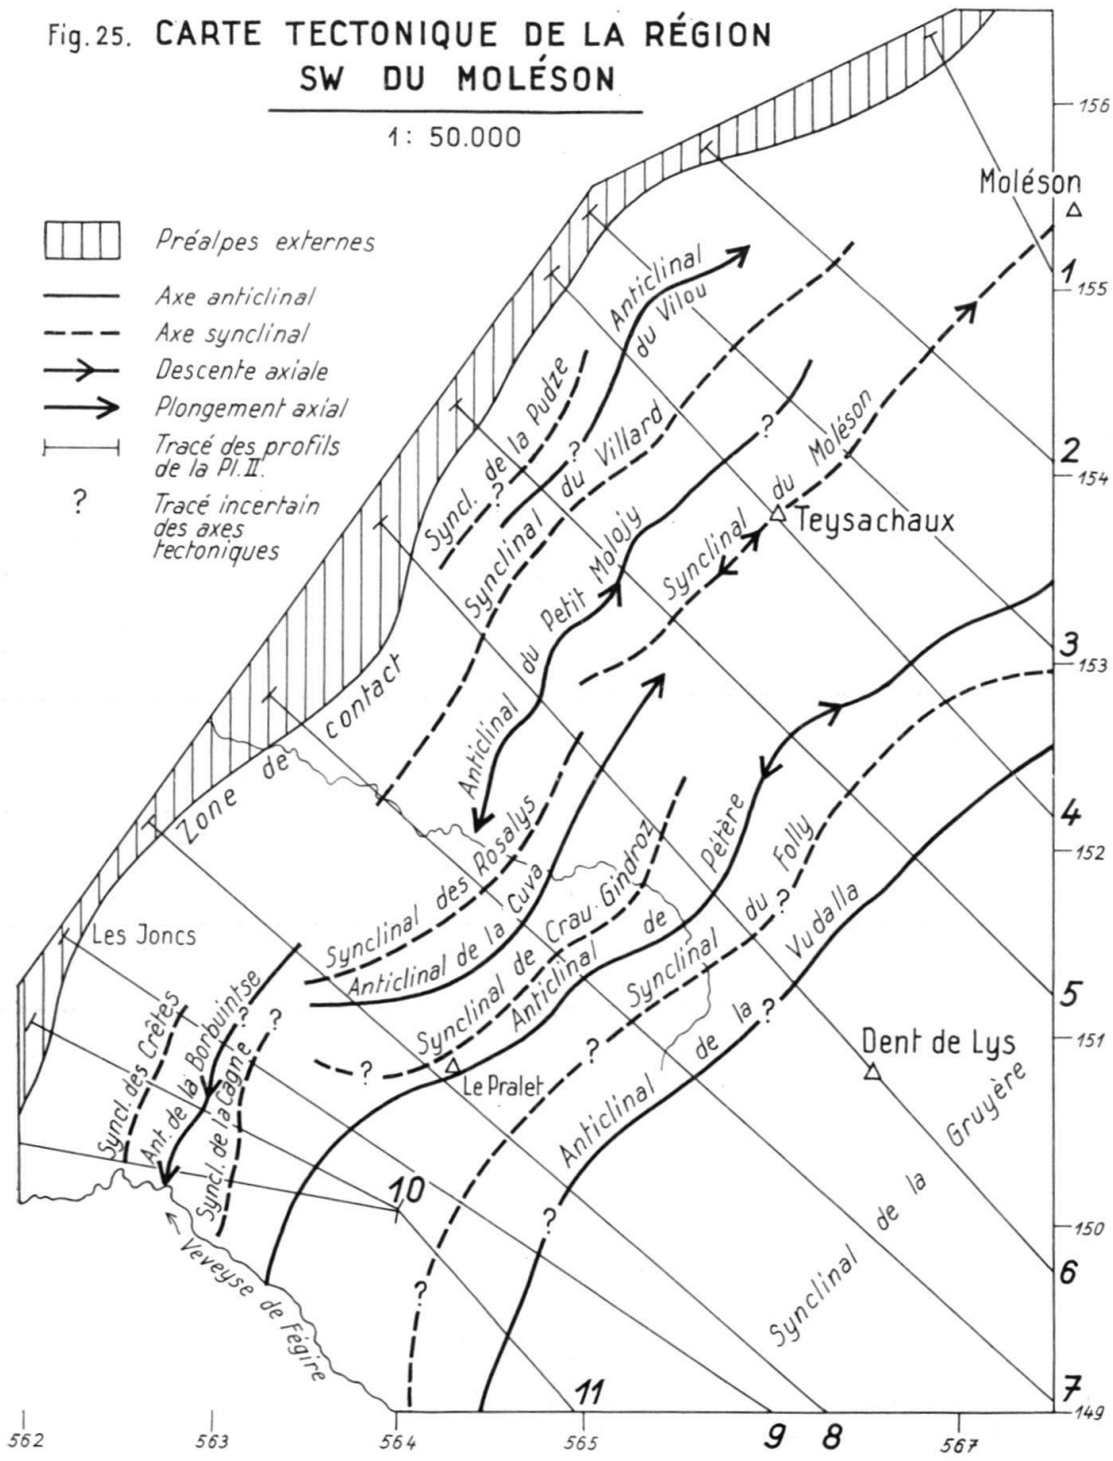 Fig. 25. CARTE TECTONIQUE DE LA RÉGION
SW DU MOLÉSON
1: 50.000
Préalpes externes
Axe anticlinal
Axe synclinal
Descente axiale
Plongement axial
Tracé des profils
de la Pl. II.
?
Tracé incertain
des axes
tectoniques
Moléson
Anticlinal
du Vilou
Syncl. de la Pudze
?
?
Synclinal du Villard
Anticlinal du Petit Molojy
?
Synclinal du Moléson
Teysachaux
Zone de contact
Synclinal des Rosalys
Anticlinal de la Cuva
Synclinal de Crau-Gindroz
?
Anticlinal de Pétère
Synclinal du Folly
?
?
?
Anticlinal de la Vudalla
?
?
Les Joncs
Syncl. des Crêtes
Ant. de la Borbuintse
?
Syncl. de la Cagne
?
Le Pralet
Dent de Lys
Synclinal de la Gruyère
Veveyse de Fégire
156
1
155
2
154
3
153
4
152
5
151
150
6
7
149
10
11
9
8
562
563
564
565
567